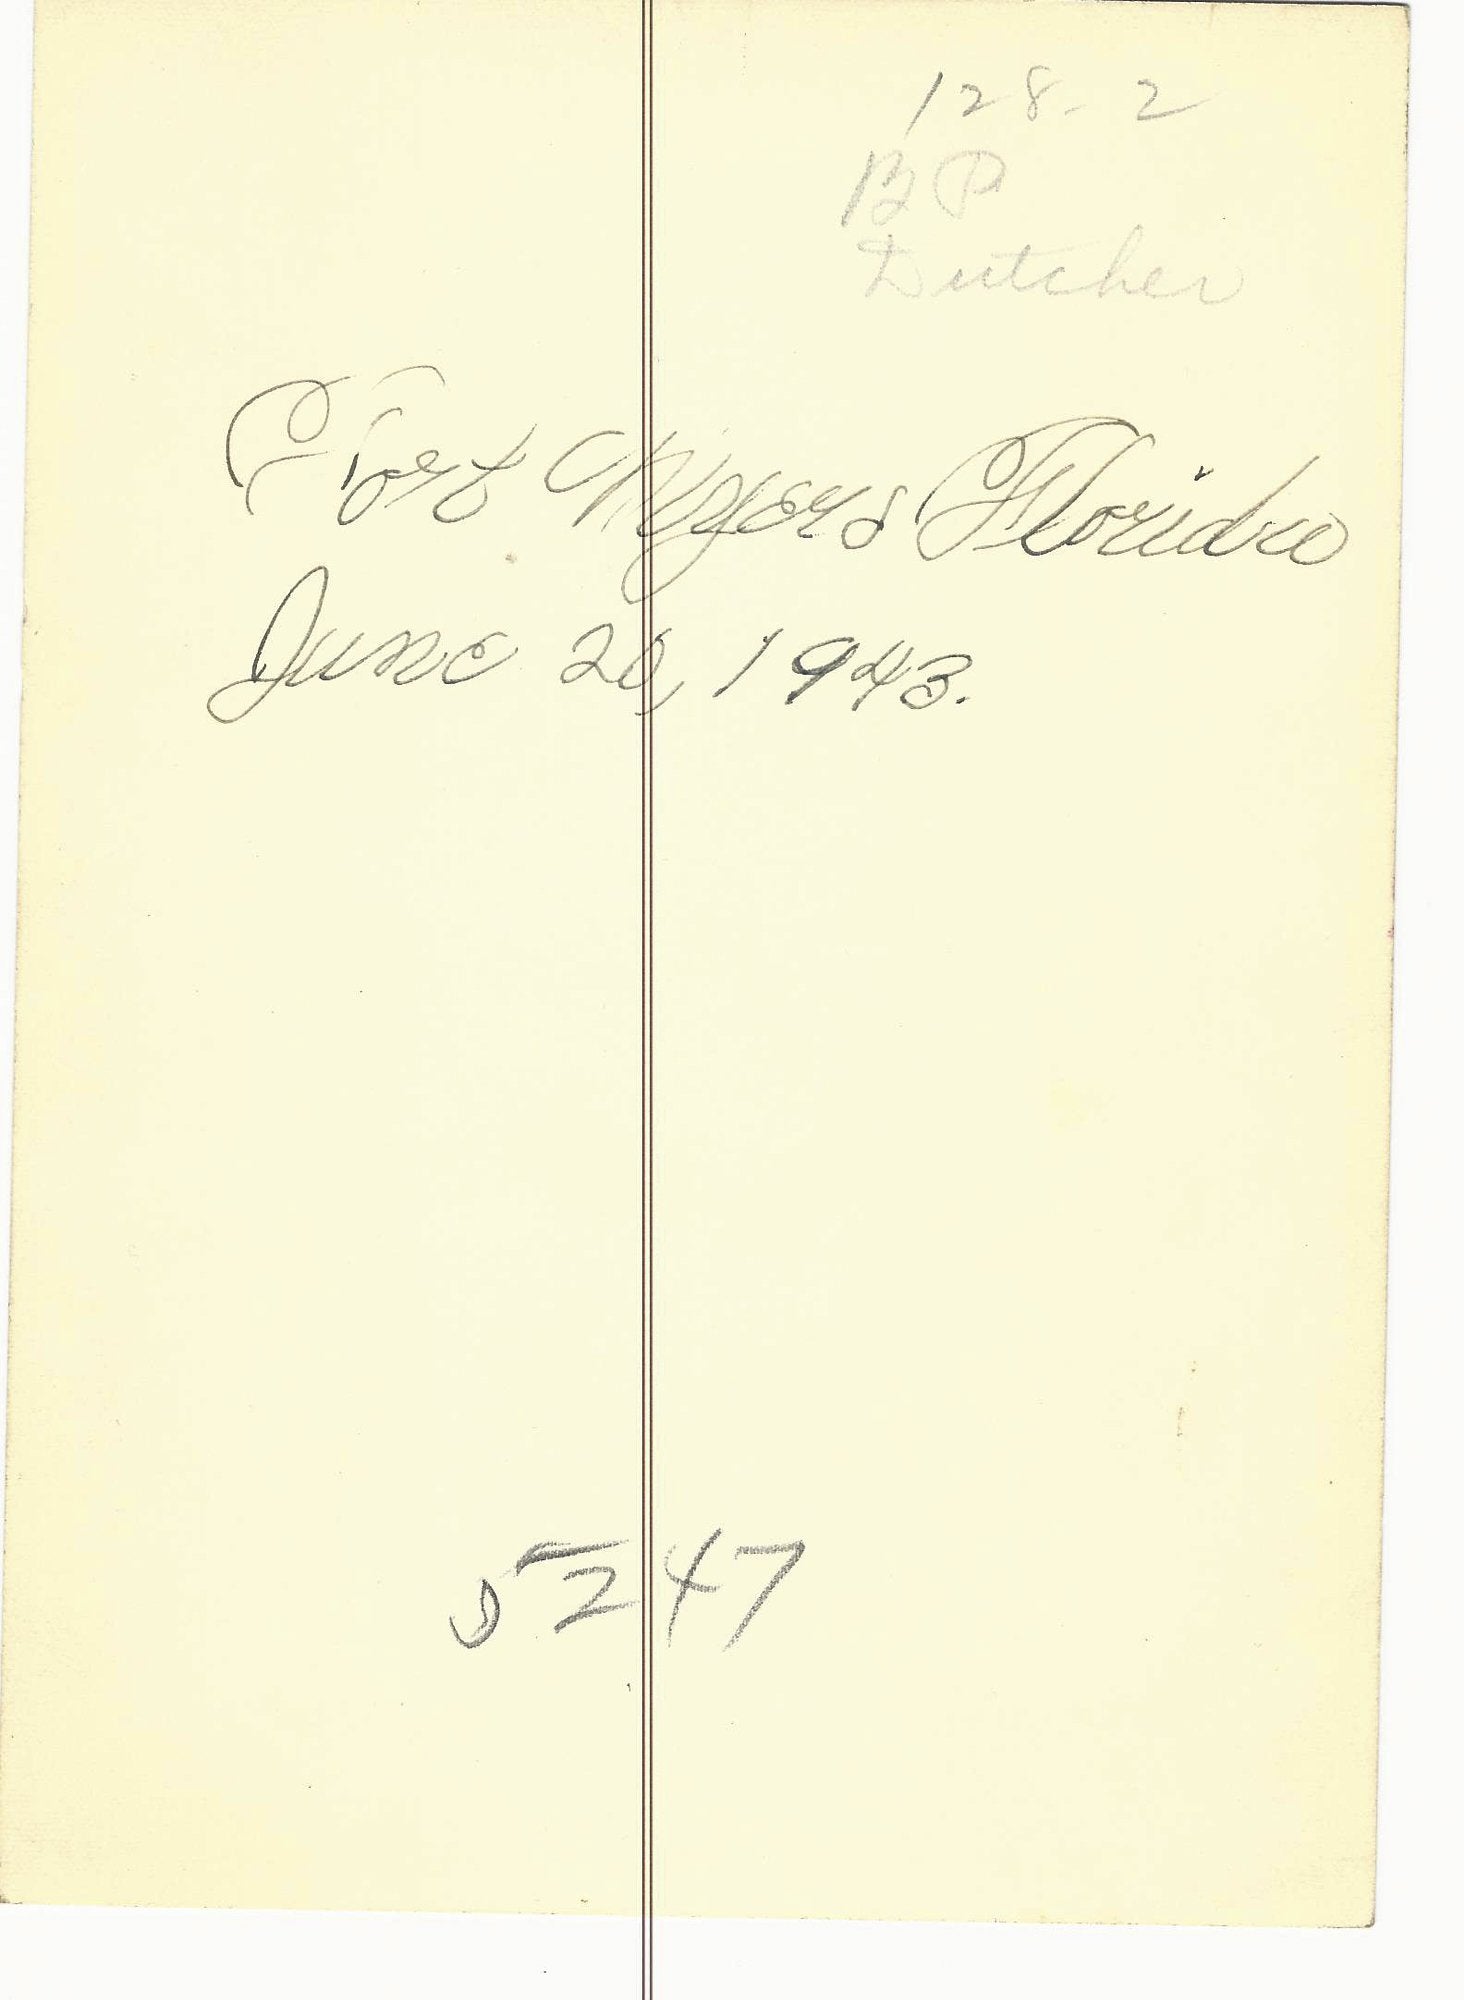 128-2
BP
Dutcher
Fort Myers Florida
June 20, 1943.
5247